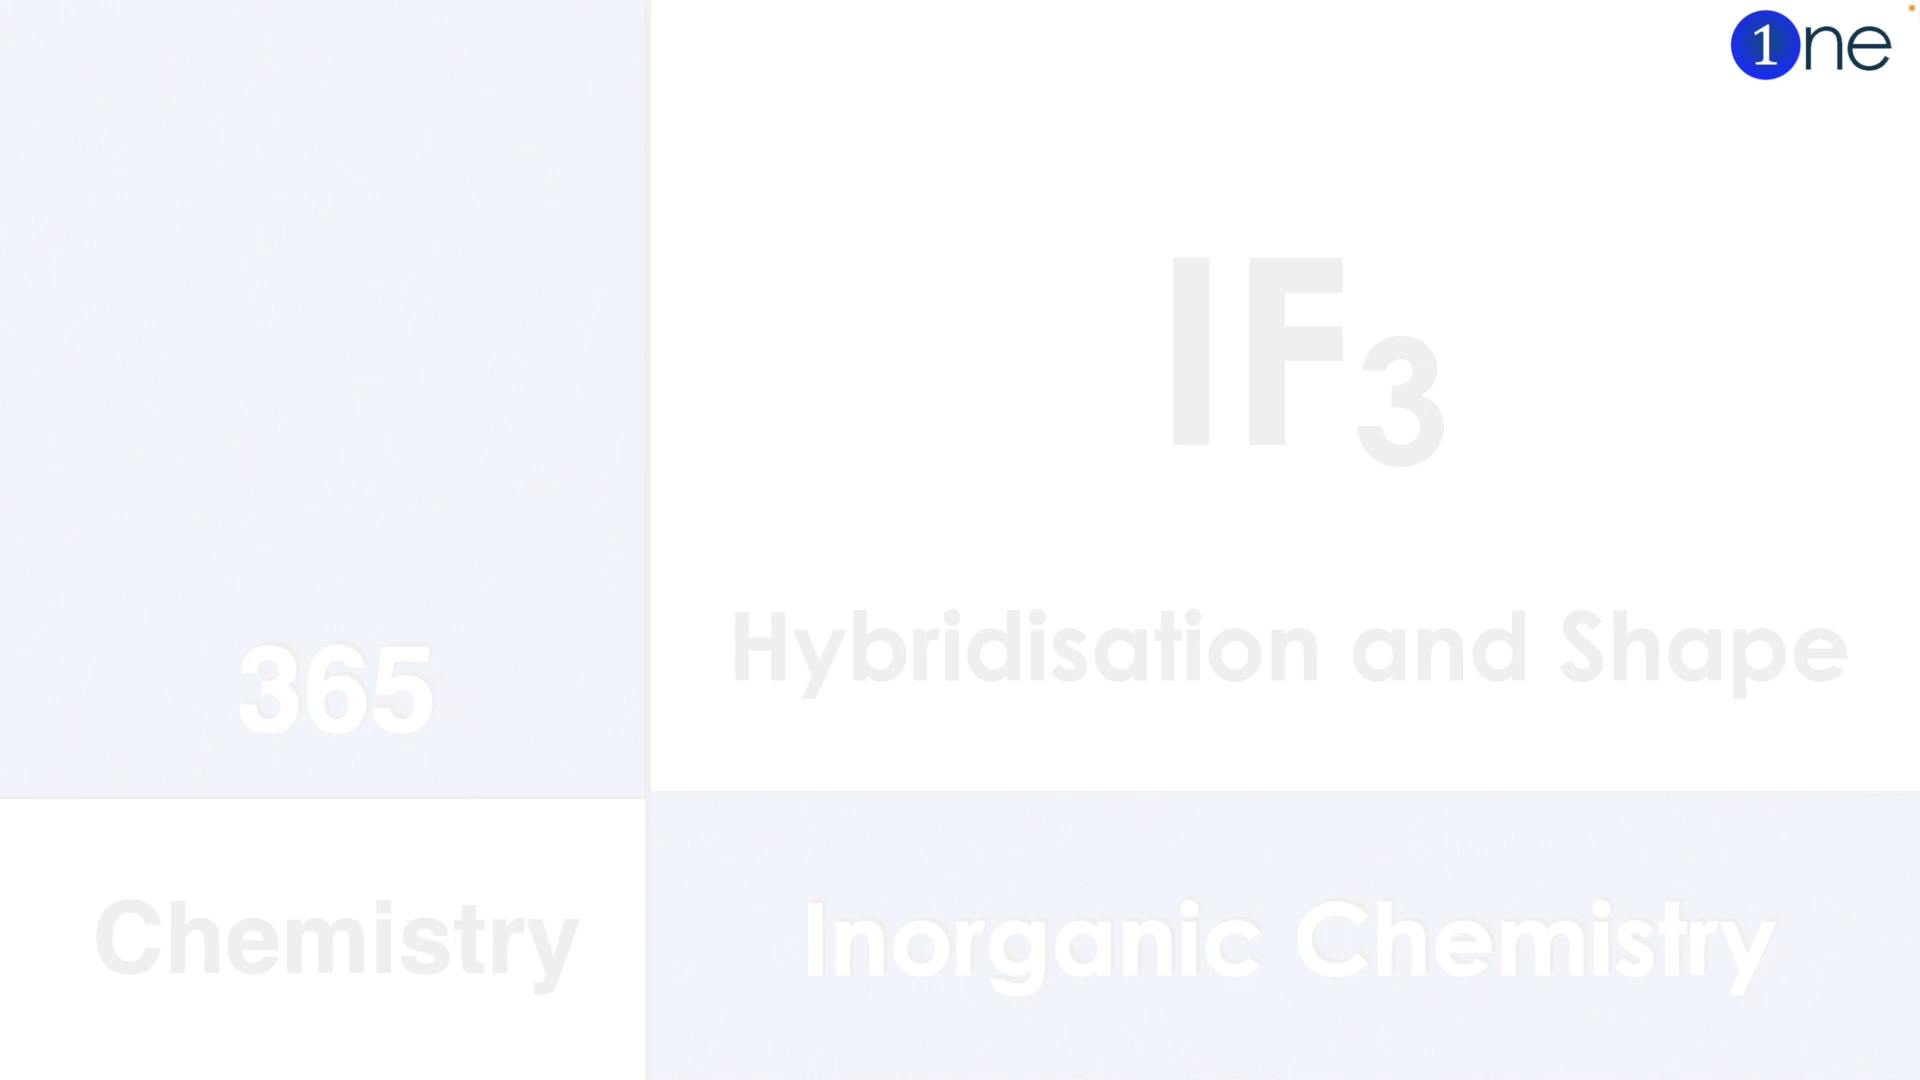 1ne
IF₃
Hybridisation and Shape
365
Chemistry
Inorganic Chemistry